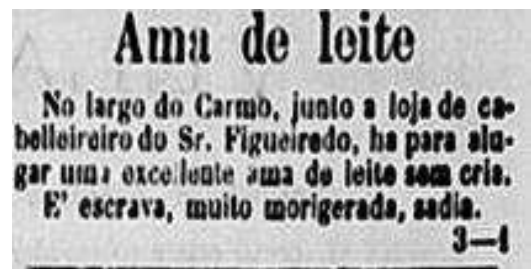 Ama de leite
No largo do Carmo, junto a loja de ca-
belleireiro do Sr. Figueiredo, ha para alu-
gar uma excellente ama de leite sem cria.
E' escrava, muito morigerada, sadia.
3—1